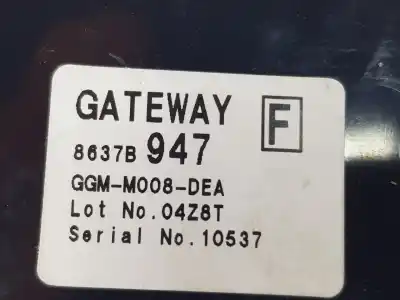 GATEWAY F
8637B 947
GGM-M008-DEA
Lot No.04Z8T
Serial No.10537